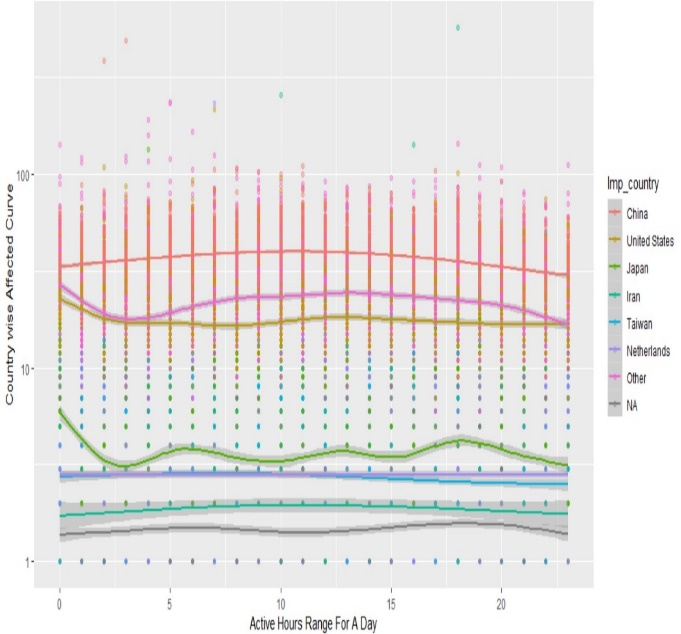 Country wise Affected Curve
100
10
1
0
5
10
15
20
Active Hours Range For A Day
Imp_country
China
United States
Japan
Iran
Taiwan
Netherlands
Other
NA